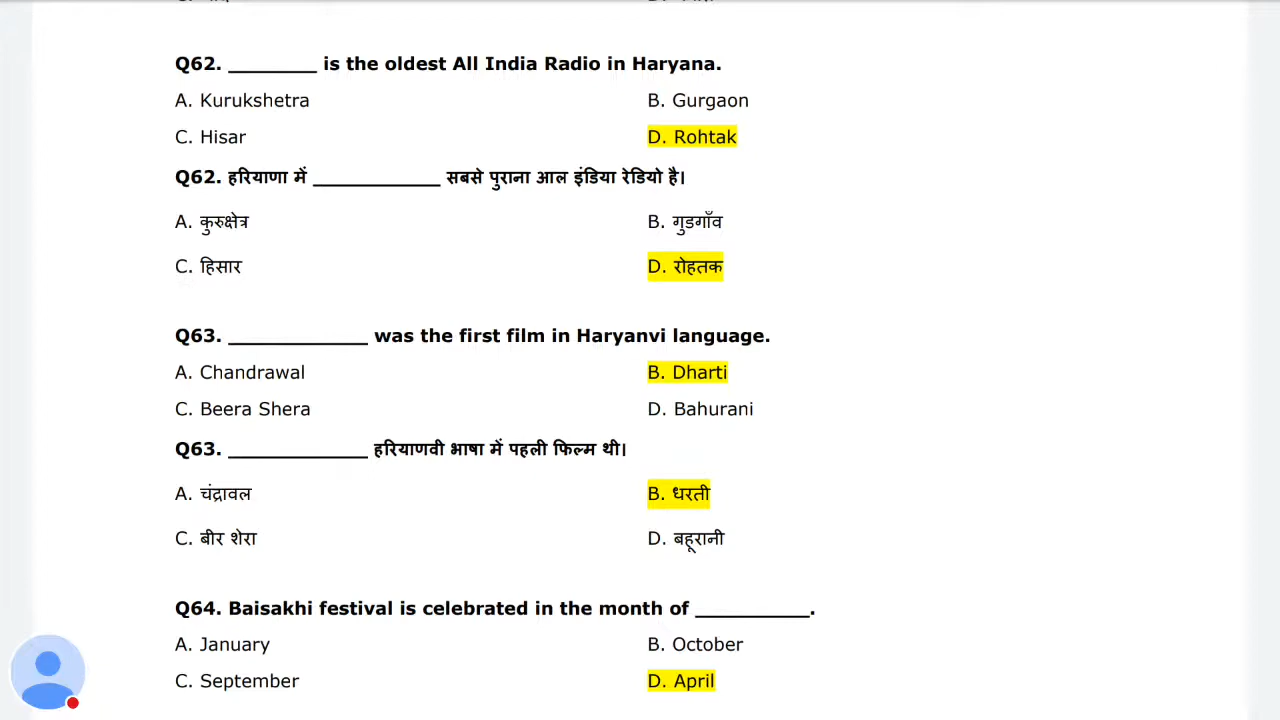 Q62. ________ is the oldest All India Radio in Haryana.
A. Kurukshetra B. Gurgaon
C. Hisar D. Rohtak
Q62. हरियाणा में ____________ सबसे पुराना आल इंडिया रेडियो है।
A. कुरुक्षेत्र B. गुडगाँव
C. हिसार D. रोहतक
Q63. _____________ was the first film in Haryanvi language.
A. Chandrawal B. Dharti
C. Beera Shera D. Bahurani
Q63. _____________ हरियाणवी भाषा में पहली फिल्म थी।
A. चंद्रावल B. धरती
C. बीर शेरा D. बहूरानी
Q64. Baisakhi festival is celebrated in the month of __________.
A. January B. October
C. September D. April